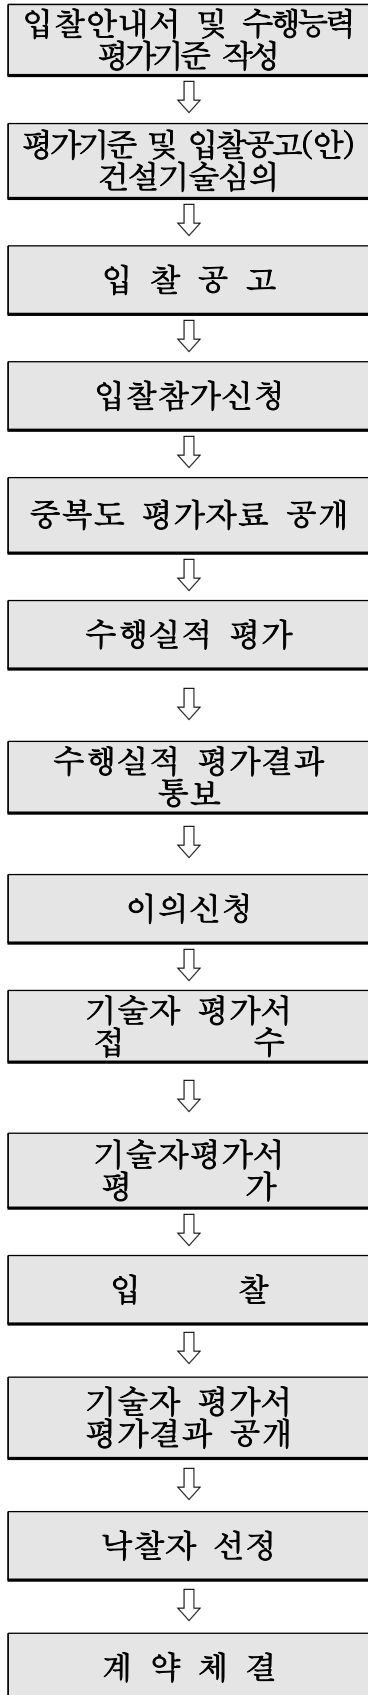 입찰안내서 및 수행능력
평가기준 작성
평가기준 및 입찰공고(안)
건설기술심의
입 찰 공 고
입찰참가신청
중복도 평가자료 공개
수행실적 평가
수행실적 평가결과
통보
이의신청
기술자 평가서
접 수
기술자평가서
평 가
입 찰
기술자 평가서
평가결과 공개
낙찰자 선정
계 약 체 결